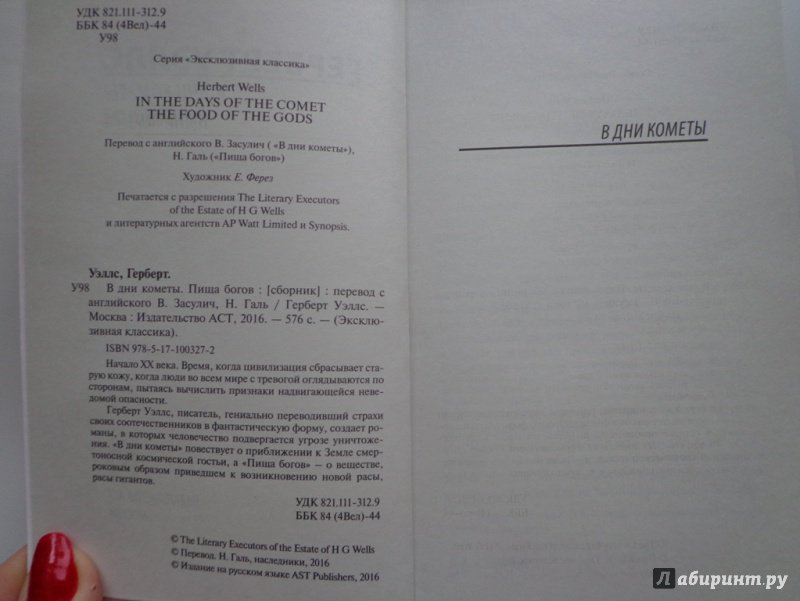 УДК 821.111-312.9
ББК 84 (4Вел)-44
У98
Серия «Эксклюзивная классика»
Herbert Wells
IN THE DAYS OF THE COMET
THE FOOD OF THE GODS
Перевод с английского В. Засулич ( «В дни кометы»),
Н. Галь («Пища богов»)
Художник Е. Ферез
Печатается с разрешения The Literary Executors
of the Estate of H G Wells
и литературных агентств AP Watt Limited и Synopsis.
Уэллс, Герберт.
У98 В дни кометы. Пища богов : [сборник] : перевод с
английского В. Засулич, Н. Галь / Герберт Уэллс. —
Москва : Издательство АСТ, 2016. — 576 с. — (Эксклю-
зивная классика).
ISBN 978-5-17-100327-2
Начало XX века. Время, когда цивилизация сбрасывает ста-
рую кожу, когда люди во всем мире с тревогой оглядываются по
сторонам, пытаясь вычислить признаки надвигающейся неве-
домой опасности.
Герберт Уэллс, писатель, гениально переводивший страхи
своих соотечественников в фантастическую форму, создает ро-
маны, в которых человечество подвергается угрозе уничтоже-
ния. «В дни кометы» повествует о приближении к Земле смер-
тоносной космической гостьи, а «Пища богов» – о веществе,
роковым образом приведшем к возникновению новой расы,
расы гигантов.
УДК 821.111-312.9
ББК 84 (4Вел)-44
© The Literary Executors of the Estate of H G Wells
© Перевод. Н. Галь, наследники, 2016
© Издание на русском языке AST Publishers, 2016
В ДНИ КОМЕТЫ
Лабиринт.ру